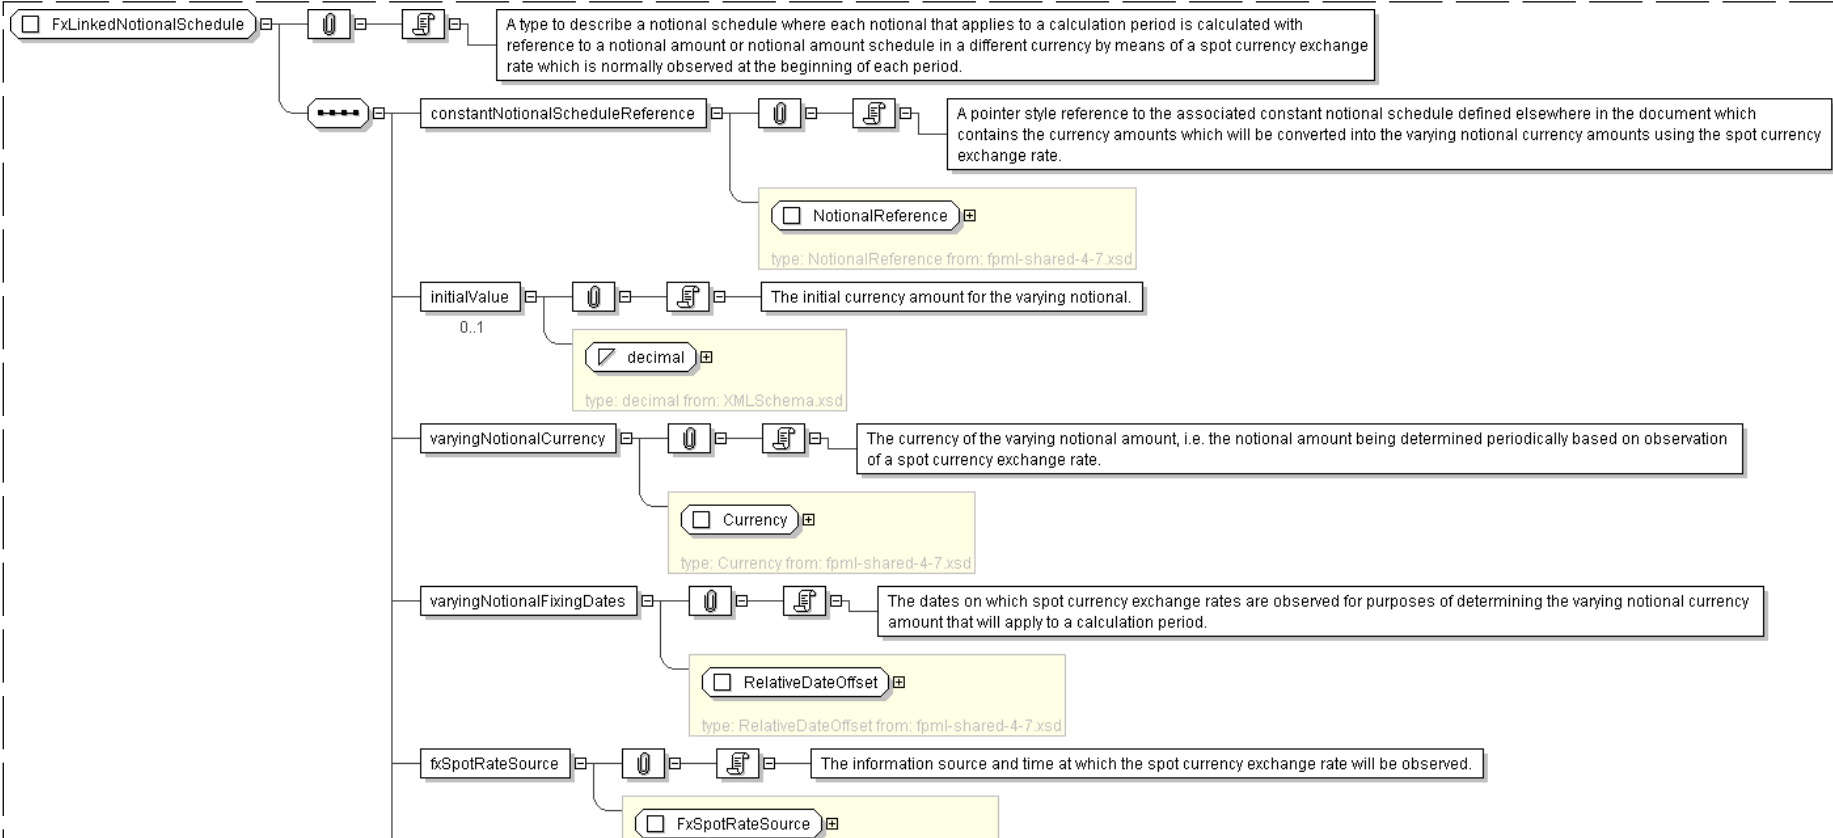 FxLinkedNotionalSchedule
A type to describe a notional schedule where each notional that applies to a calculation period is calculated with
reference to a notional amount or notional amount schedule in a different currency by means of a spot currency exchange
rate which is normally observed at the beginning of each period.
constantNotionalScheduleReference
A pointer style reference to the associated constant notional schedule defined elsewhere in the document which
contains the currency amounts which will be converted into the varying notional currency amounts using the spot currency
exchange rate.
NotionalReference
type: NotionalReference from: fpml-shared-4-7.xsd
initialValue
The initial currency amount for the varying notional.
0..1
decimal
type: decimal from: XMLSchema.xsd
varyingNotionalCurrency
The currency of the varying notional amount, i.e. the notional amount being determined periodically based on observation
of a spot currency exchange rate.
Currency
type: Currency from: fpml-shared-4-7.xsd
varyingNotionalFixingDates
The dates on which spot currency exchange rates are observed for purposes of determining the varying notional currency
amount that will apply to a calculation period.
RelativeDateOffset
type: RelativeDateOffset from: fpml-shared-4-7.xsd
fxSpotRateSource
The information source and time at which the spot currency exchange rate will be observed.
FxSpotRateSource